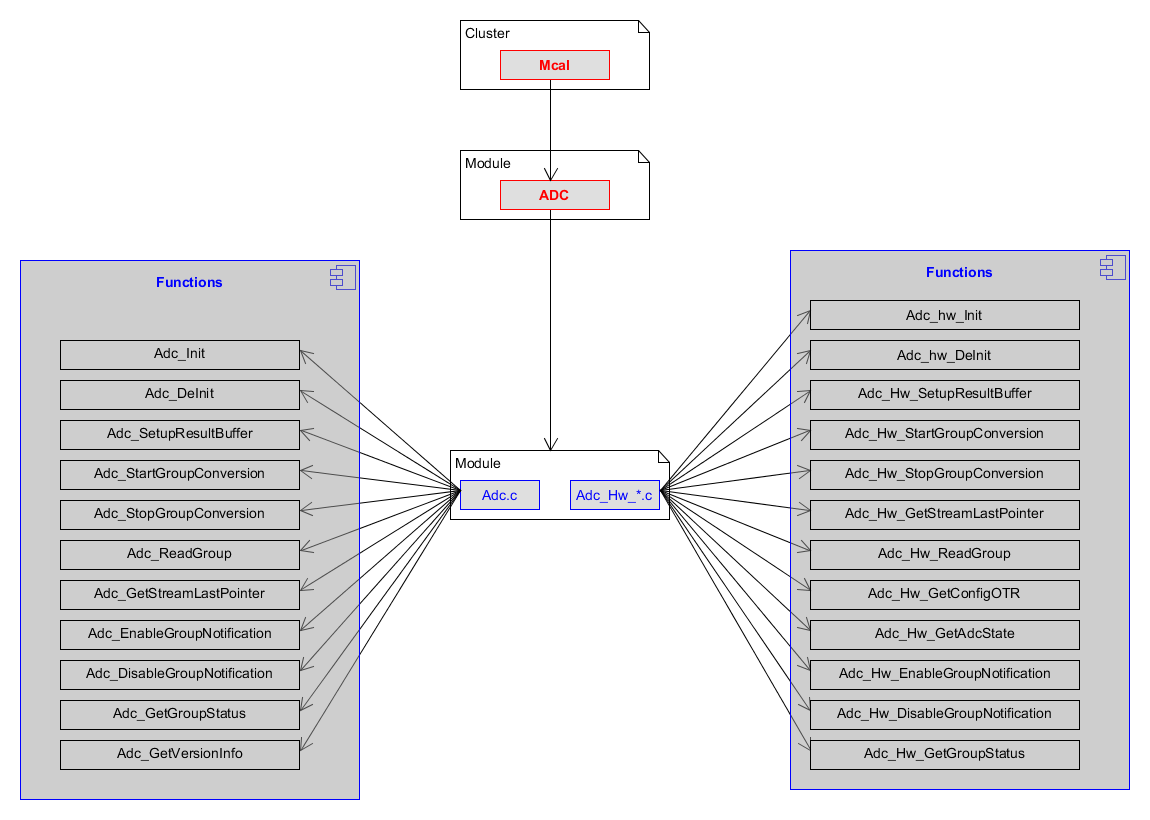 Cluster
Mcal
Module
ADC
Functions
Adc_Init
Adc_DeInit
Adc_SetupResultBuffer
Adc_StartGroupConversion
Adc_StopGroupConversion
Adc_ReadGroup
Adc_GetStreamLastPointer
Adc_EnableGroupNotification
Adc_DisableGroupNotification
Adc_GetGroupStatus
Adc_GetVersionInfo
Module
Adc.c
Adc_Hw_*.c
Functions
Adc_hw_Init
Adc_hw_DeInit
Adc_Hw_SetupResultBuffer
Adc_Hw_StartGroupConversion
Adc_Hw_StopGroupConversion
Adc_Hw_GetStreamLastPointer
Adc_Hw_ReadGroup
Adc_Hw_GetConfigOTR
Adc_Hw_GetAdcState
Adc_Hw_EnableGroupNotification
Adc_Hw_DisableGroupNotification
Adc_Hw_GetGroupStatus